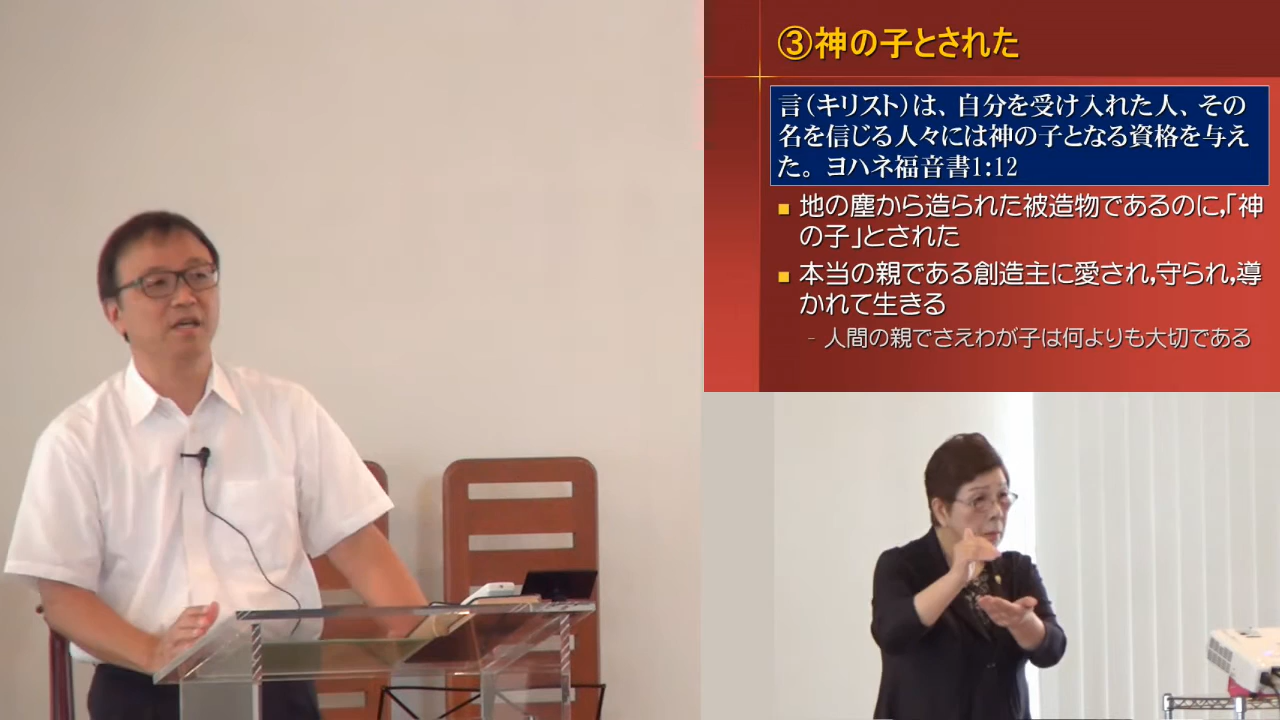 ③神の子とされた
言(キリスト)は、自分を受け入れた人、その
名を信じる人々には神の子となる資格を与え
た。ヨハネ福音書1:12
■ 地の塵から造られた被造物であるのに,「神
の子」とされた
■ 本当の親である創造主に愛され,守られ,導
かれて生きる
– 人間の親でさえわが子は何よりも大切である